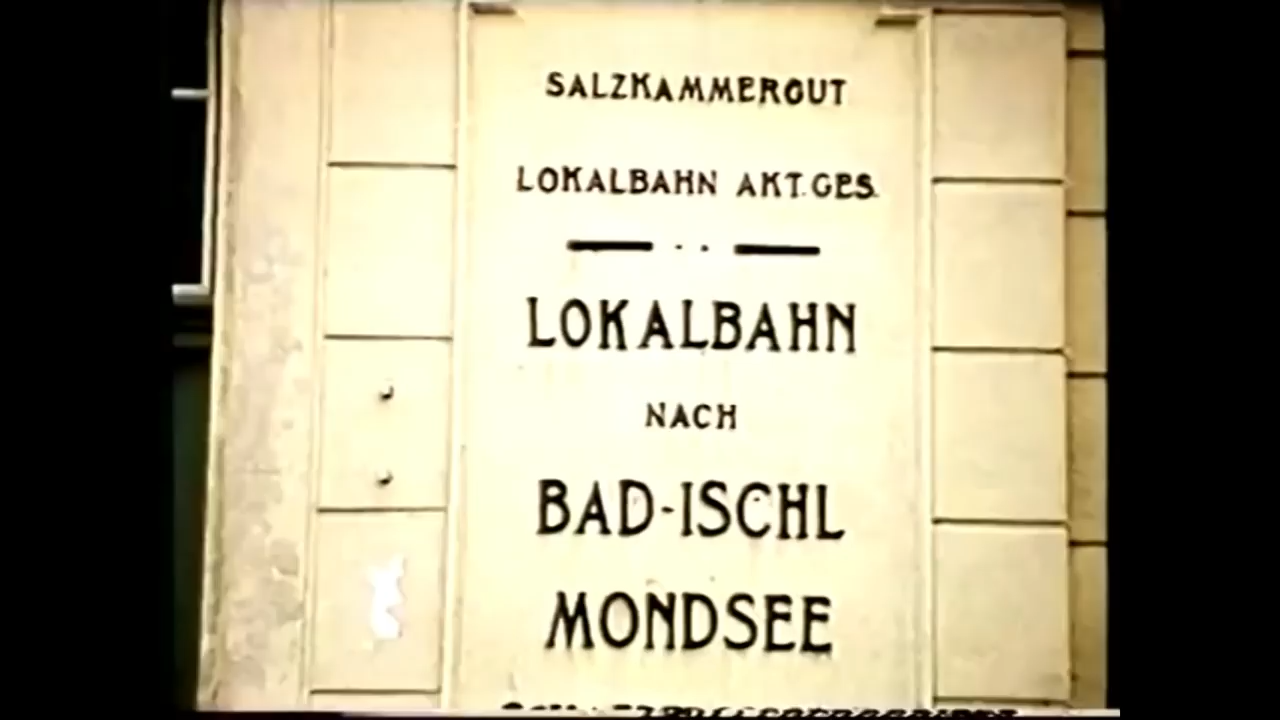 SALZKAMMERGUT
LOKALBAHN AKT.GES.
LOKALBAHN
NACH
BAD-ISCHL
MONDSEE